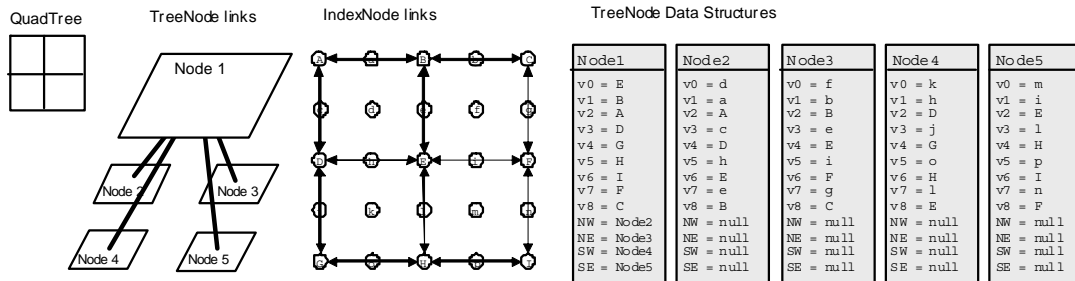 QuadTree
TreeNode links
Node 1
Node 2
Node 3
Node 4
Node 5
IndexNode links
A a B b C
d e f g
D h E i F
k l m n
G o H p I
TreeNode Data Structures
Node1
v0 = E
v1 = B
v2 = A
v3 = D
v4 = G
v5 = H
v6 = I
v7 = F
v8 = C
NW = Node2
NE = Node3
SW = Node4
SE = Node5
Node2
v0 = d
v1 = a
v2 = A
v3 = c
v4 = D
v5 = h
v6 = E
v7 = e
v8 = B
NW = null
NE = null
SW = null
SE = null
Node3
v0 = f
v1 = b
v2 = B
v3 = e
v4 = E
v5 = i
v6 = F
v7 = g
v8 = C
NW = null
NE = null
SW = null
SE = null
Node4
v0 = k
v1 = h
v2 = D
v3 = j
v4 = G
v5 = o
v6 = H
v7 = l
v8 = E
NW = null
NE = null
SW = null
SE = null
Node5
v0 = m
v1 = i
v2 = E
v3 = l
v4 = H
v5 = p
v6 = I
v7 = n
v8 = F
NW = null
NE = null
SW = null
SE = null